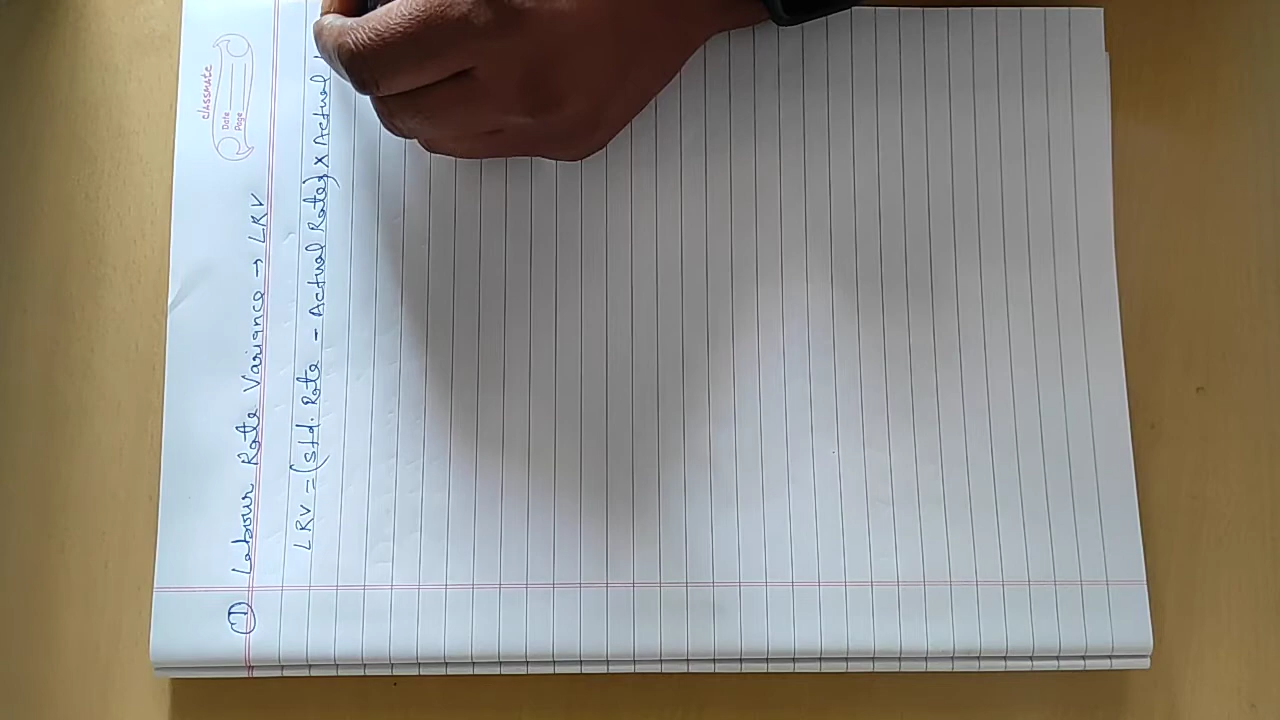 classmate
Date
Page
① Labour Rate Variance → LRV
LRV = (Std. Rate - Actual Rate) × Actual